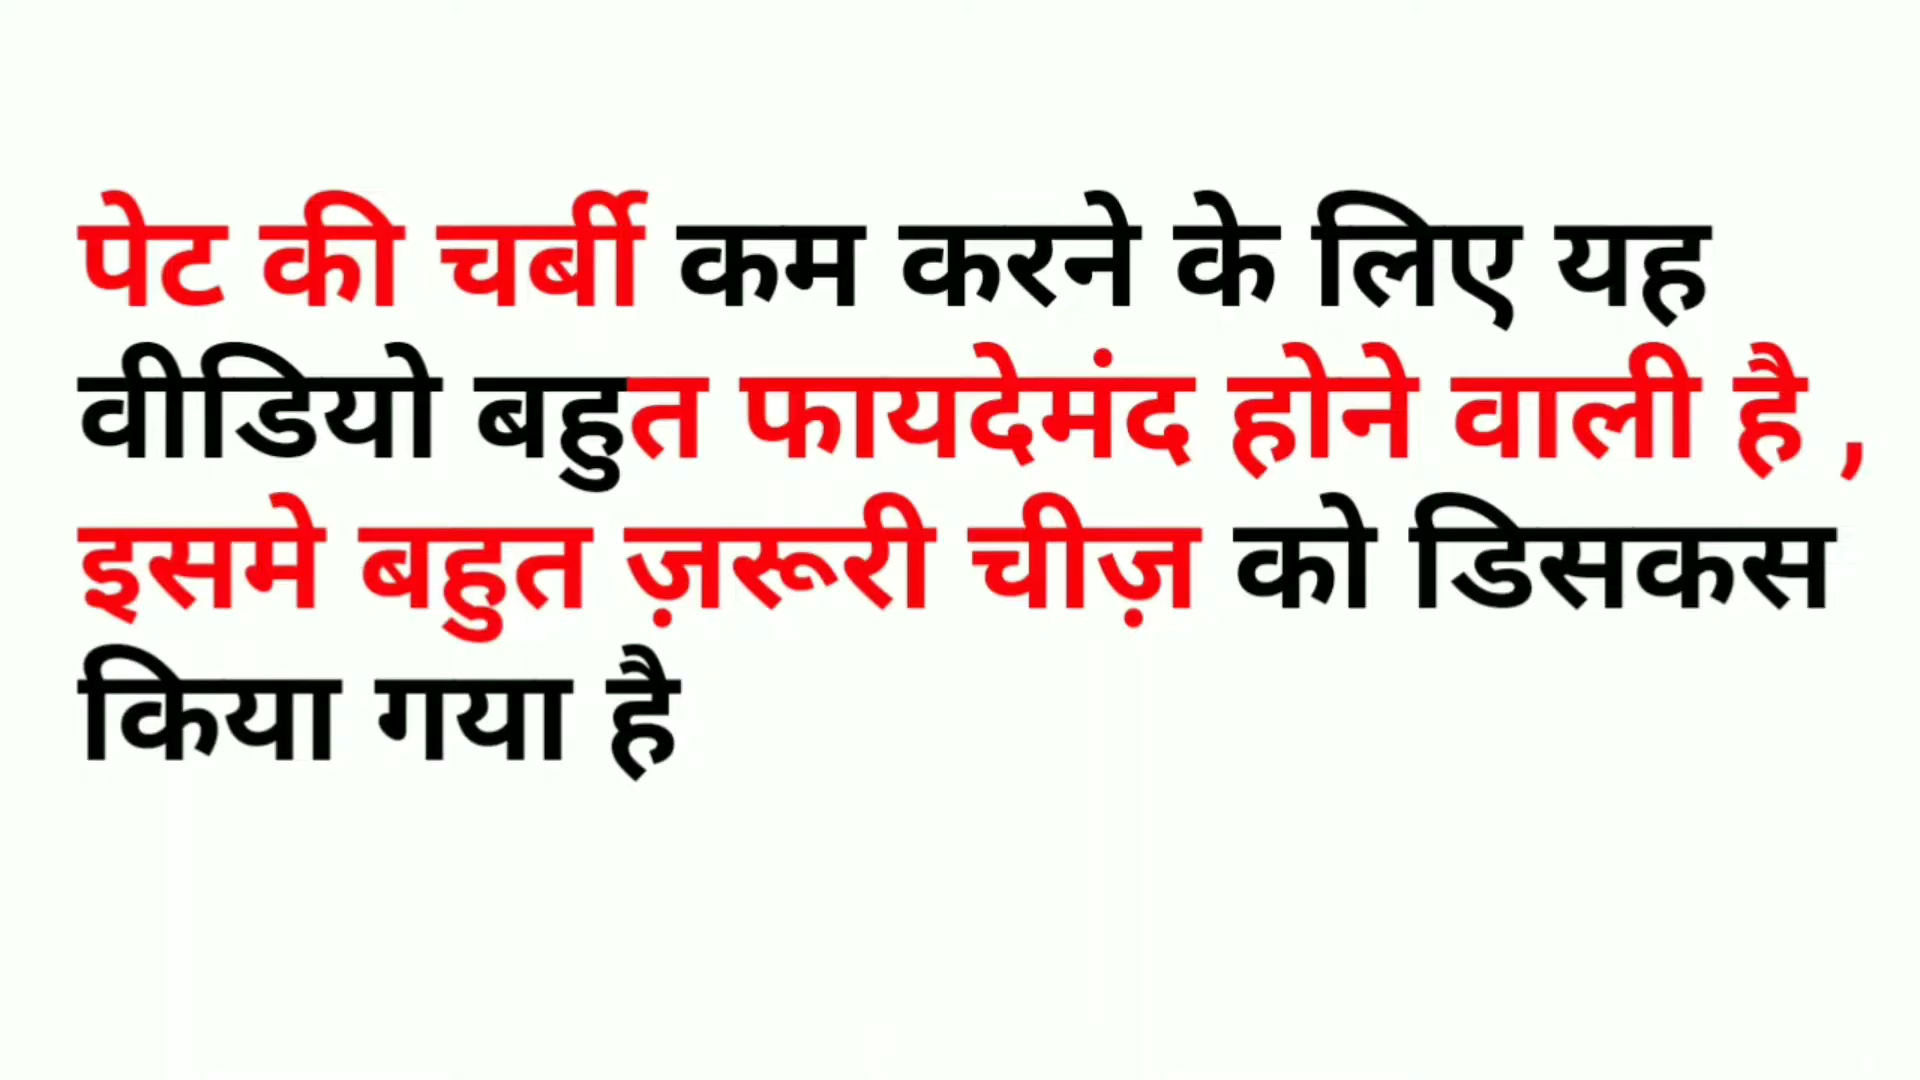 पेट की चर्बी कम करने के लिए यह
वीडियो बहुत फायदेमंद होने वाली है ,
इसमे बहुत ज़रूरी चीज़ को डिसकस
किया गया है